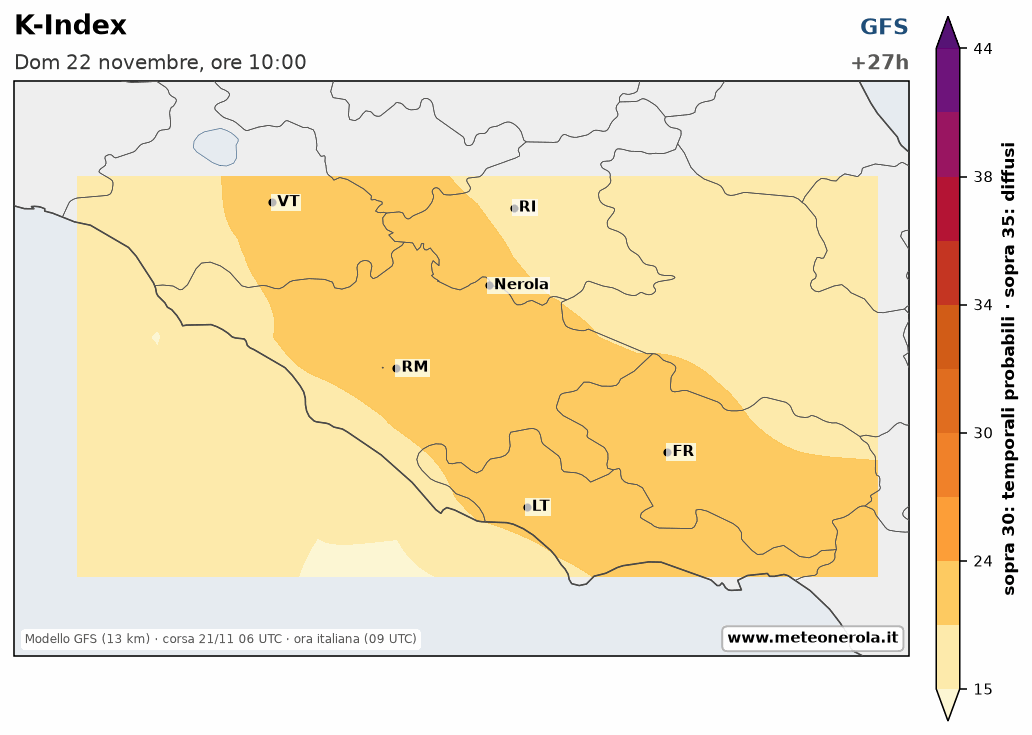 K-Index
GFS
Dom 22 novembre, ore 10:00
+27h
VT
RI
Nerola
RM
FR
LT
Modello GFS (13 km) · corsa 21/11 06 UTC · ora italiana (09 UTC)
www.meteonerola.it
44
38
34
30
24
15
sopra 30: temporali probabili · sopra 35: diffusi